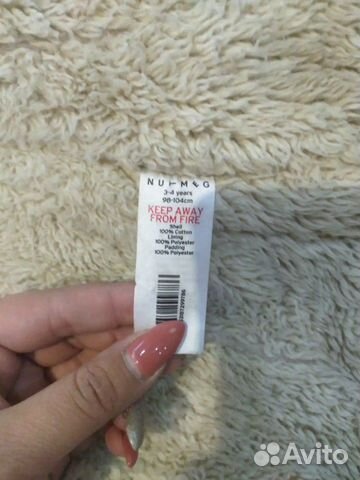 NUTMEG
3-4 years
98-104cm
KEEP AWAY
FROM FIRE
Shell
100% Cotton
Lining
100% Polyester
Padding
100% Polyester
Avito